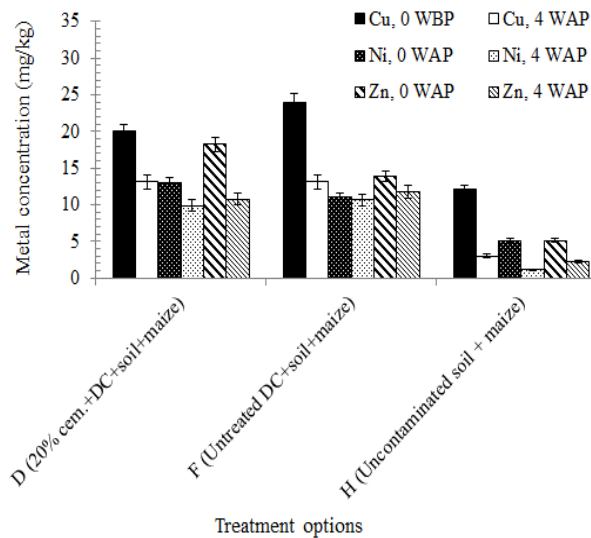 Metal concentration (mg/kg)
35
30
25
20
15
10
5
0
Cu, 0 WBP
Cu, 4 WAP
Ni, 0 WAP
Ni, 4 WAP
Zn, 0 WAP
Zn, 4 WAP
D (20% cem.+DC+soil+maize)
F (Untreated DC+soil+maize)
H (Uncontaminated soil + maize)
Treatment options